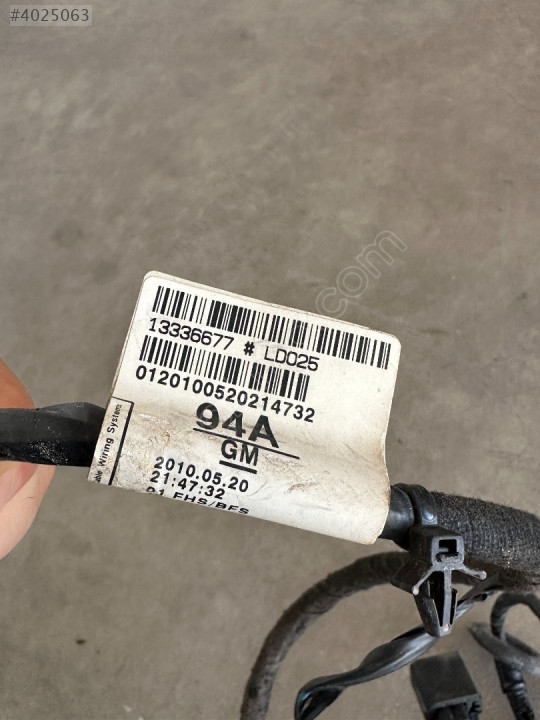 #4025063
13336677 # LD025
0120100520214732
94A
GM
2010.05.20
21:47:32
Wiring System